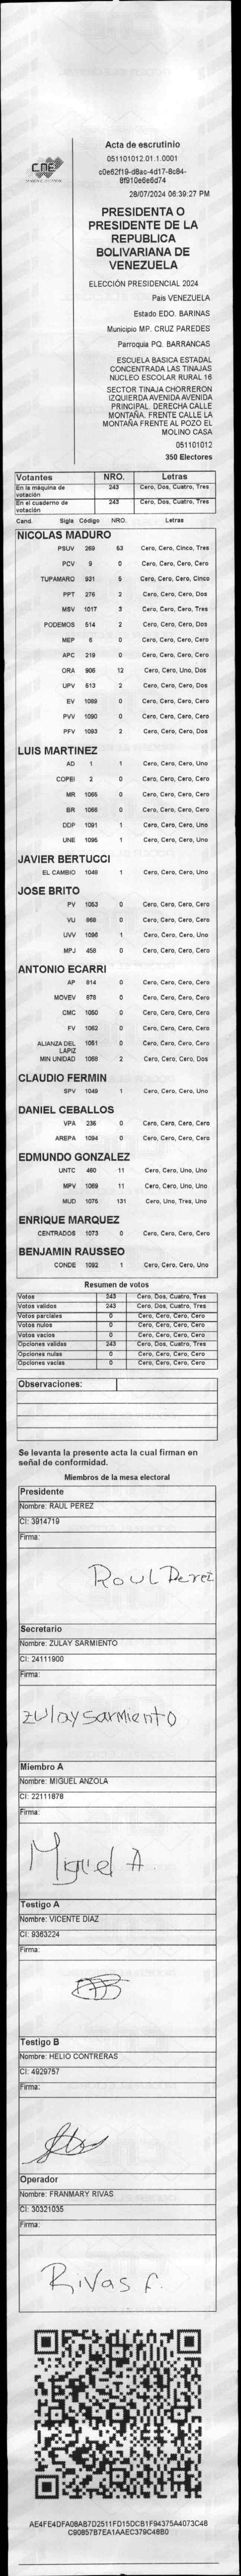 CNE
Acta de escrutinio
051101012.01.1.0001
c0e62f19-d8ac-4d17-8c84-
8f910e6e6d74
28/07/2024 06:39:27 PM
PRESIDENTA O
PRESIDENTE DE LA
REPUBLICA
BOLIVARIANA DE
VENEZUELA
ELECCIÓN PRESIDENCIAL 2024
Pais VENEZUELA
Estado EDO. BARINAS
Municipio MP. CRUZ PAREDES
Parroquia PQ. BARRANCAS
ESCUELA BASICA ESTADAL
CONCENTRADA LAS TINAJAS
NUCLEO ESCOLAR RURAL 16
SECTOR TINAJA CHORRERON
IZQUIERDA AVENIDA AVENIDA
PRINCIPAL. DERECHA CALLE
MONTAÑA. FRENTE CALLE LA
MONTAÑA FRENTE AL POZO EL
MOLINO CASA
051101012
350 Electores
Votantes NRO. Letras
En la máquina de votación 243 Cero, Dos, Cuatro, Tres
En el cuaderno de votación 243 Cero, Dos, Cuatro, Tres
Cand. Sigla Código NRO. Letras
NICOLAS MADURO
PSUV 269 53 Cero, Cero, Cinco, Tres
PCV 9 0 Cero, Cero, Cero, Cero
TUPAMARO 931 5 Cero, Cero, Cero, Cinco
PPT 276 2 Cero, Cero, Cero, Dos
MSV 1017 3 Cero, Cero, Cero, Tres
PODEMOS 514 2 Cero, Cero, Cero, Dos
MEP 6 0 Cero, Cero, Cero, Cero
APC 219 0 Cero, Cero, Cero, Cero
ORA 906 12 Cero, Cero, Uno, Dos
UPV 613 2 Cero, Cero, Cero, Dos
EV 1089 0 Cero, Cero, Cero, Cero
PVV 1090 0 Cero, Cero, Cero, Cero
PFV 1093 2 Cero, Cero, Cero, Dos
LUIS MARTINEZ
AD 1 1 Cero, Cero, Cero, Uno
COPEI 2 0 Cero, Cero, Cero, Cero
MR 1065 0 Cero, Cero, Cero, Cero
BR 1066 0 Cero, Cero, Cero, Cero
DDP 1091 1 Cero, Cero, Cero, Uno
UNE 1095 1 Cero, Cero, Cero, Uno
JAVIER BERTUCCI
EL CAMBIO 1048 1 Cero, Cero, Cero, Uno
JOSE BRITO
PV 1053 0 Cero, Cero, Cero, Cero
VU 868 0 Cero, Cero, Cero, Cero
UVV 1096 1 Cero, Cero, Cero, Uno
MPJ 458 0 Cero, Cero, Cero, Cero
ANTONIO ECARRI
AP 814 0 Cero, Cero, Cero, Cero
MOVEV 878 0 Cero, Cero, Cero, Cero
CMC 1050 0 Cero, Cero, Cero, Cero
FV 1062 0 Cero, Cero, Cero, Cero
ALIANZA DEL LAPIZ 1051 0 Cero, Cero, Cero, Cero
MIN UNIDAD 1068 2 Cero, Cero, Cero, Dos
CLAUDIO FERMIN
SPV 1049 1 Cero, Cero, Cero, Uno
DANIEL CEBALLOS
VPA 236 0 Cero, Cero, Cero, Cero
AREPA 1094 0 Cero, Cero, Cero, Cero
EDMUNDO GONZALEZ
UNTC 460 11 Cero, Cero, Uno, Uno
MPV 1069 11 Cero, Cero, Uno, Uno
MUD 1075 131 Cero, Uno, Tres, Uno
ENRIQUE MARQUEZ
CENTRADOS 1073 0 Cero, Cero, Cero, Cero
BENJAMIN RAUSSEO
CONDE 1092 1 Cero, Cero, Cero, Uno
Resumen de votos
Votos 243 Cero, Dos, Cuatro, Tres
Votos validos 243 Cero, Dos, Cuatro, Tres
Votos parciales 0 Cero, Cero, Cero, Cero
Votos nulos 0 Cero, Cero, Cero, Cero
Votos vacios 0 Cero, Cero, Cero, Cero
Opciones validas 243 Cero, Dos, Cuatro, Tres
Opciones nulas 0 Cero, Cero, Cero, Cero
Opciones vacias 0 Cero, Cero, Cero, Cero
Observaciones:
Se levanta la presente acta la cual firman en
señal de conformidad.
Miembros de la mesa electoral
Presidente
Nombre: RAUL PEREZ
CI: 3914719
Firma:
Raul Perez
Secretario
Nombre: ZULAY SARMIENTO
CI: 24111900
Firma:
zulay sarmiento
Miembro A
Nombre: MIGUEL ANZOLA
CI: 22111878
Firma:
Miguel A.
Testigo A
Nombre: VICENTE DIAZ
CI: 9363224
Firma:
Testigo B
Nombre: HELIO CONTRERAS
CI: 4929757
Firma:
Operador
Nombre: FRANMARY RIVAS
CI: 30321035
Firma:
Rivas f.
AE4FE4DFA08AB7D2511FD15DCB1F94375A4073C48
C90857B7EA1AAEC379C48B0